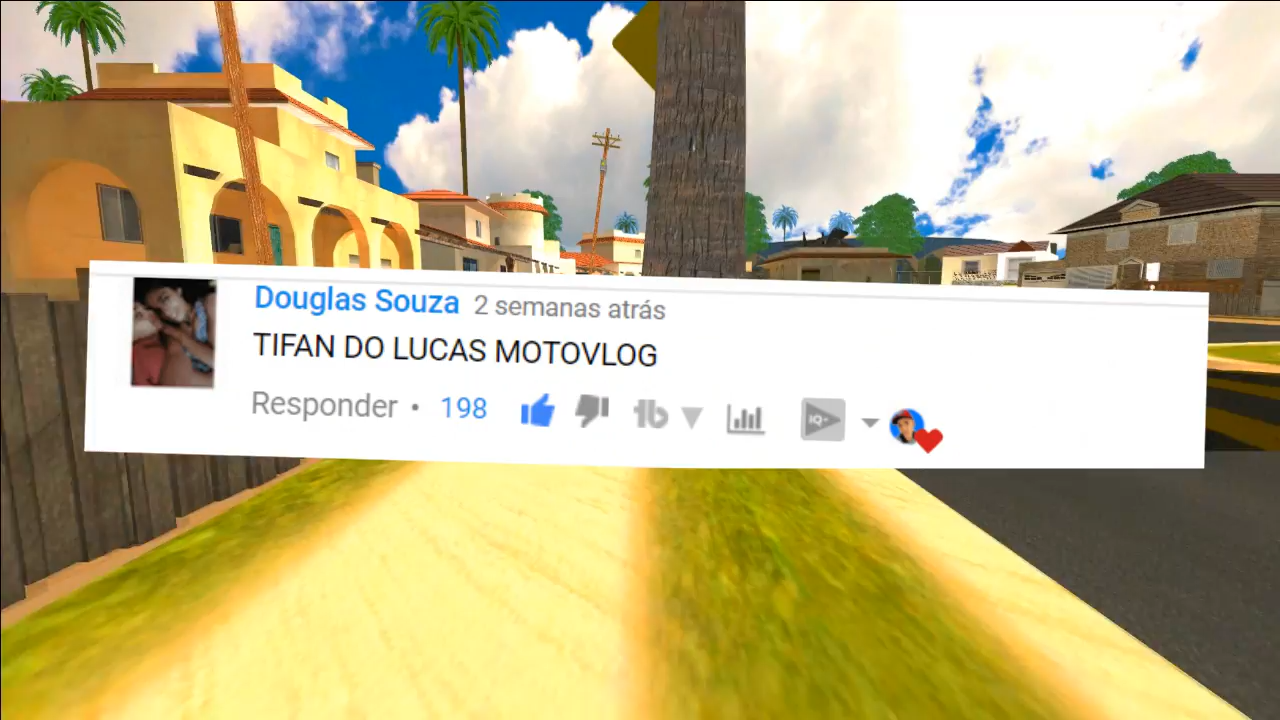 Douglas Souza 2 semanas atrás
TIFAN DO LUCAS MOTOVLOG
Responder • 198